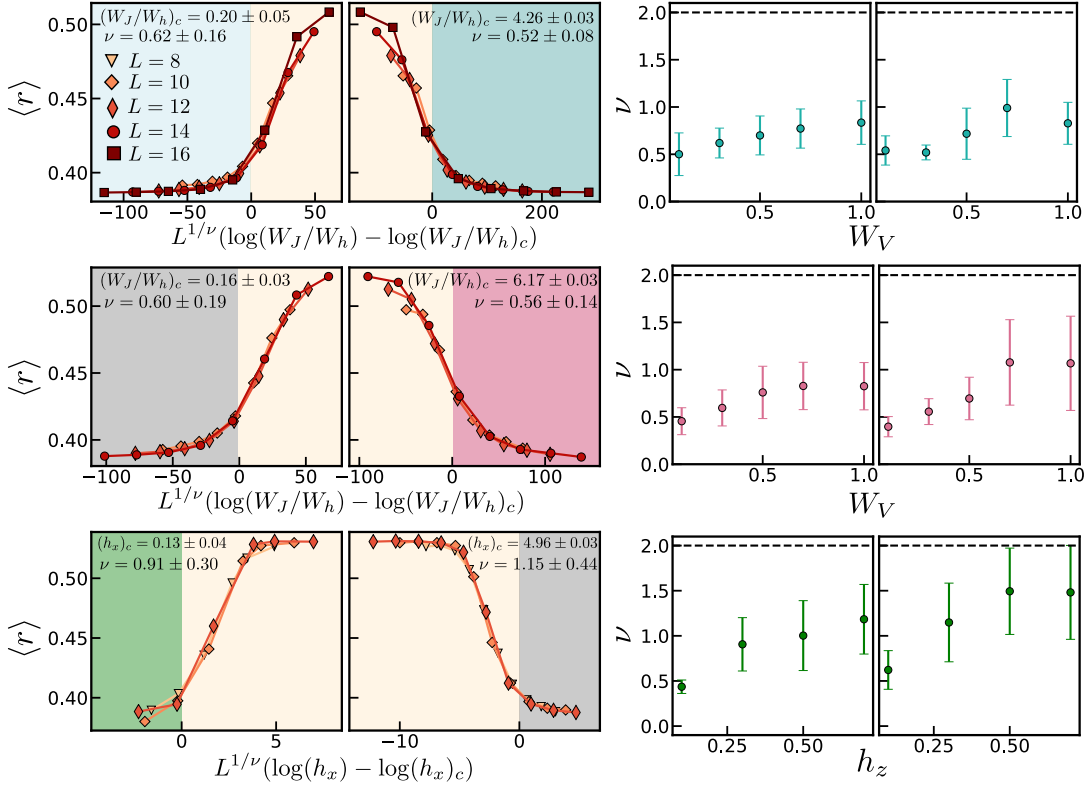 (W_J/W_h)_c = 0.20 ± 0.05
ν = 0.62 ± 0.16
L = 8
L = 10
L = 12
L = 14
L = 16
(W_J/W_h)_c = 4.26 ± 0.03
ν = 0.52 ± 0.08
0.50
0.45
0.40
⟨r⟩
−100 −50 0 50
0 200
L^{1/ν}(log(W_J/W_h) − log(W_J/W_h)_c)
2.0
1.5
1.0
0.5
0.0
ν
0.5 1.0
0.5 1.0
W_V
(W_J/W_h)_c = 0.16 ± 0.03
ν = 0.60 ± 0.19
(W_J/W_h)_c = 6.17 ± 0.03
ν = 0.56 ± 0.14
0.50
0.45
0.40
⟨r⟩
−100 −50 0 50
−100 0 100
L^{1/ν}(log(W_J/W_h) − log(W_J/W_h)_c)
2.0
1.5
1.0
0.5
0.0
ν
0.5 1.0
0.5 1.0
W_V
(h_x)_c = 0.13 ± 0.04
ν = 0.91 ± 0.30
(h_x)_c = 4.96 ± 0.03
ν = 1.15 ± 0.44
0.50
0.45
0.40
⟨r⟩
0 5
−10 0
L^{1/ν}(log(h_x) − log(h_x)_c)
2.0
1.5
1.0
0.5
0.0
ν
0.25 0.50
0.25 0.50
h_z